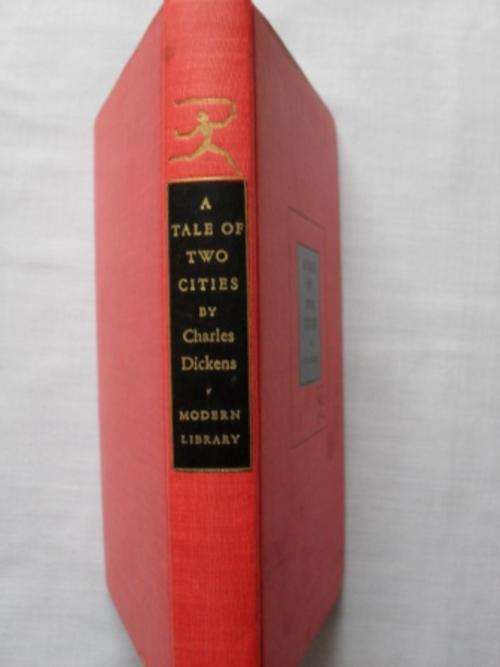 A
TALE OF
TWO
CITIES
BY
Charles
Dickens
MODERN
LIBRARY